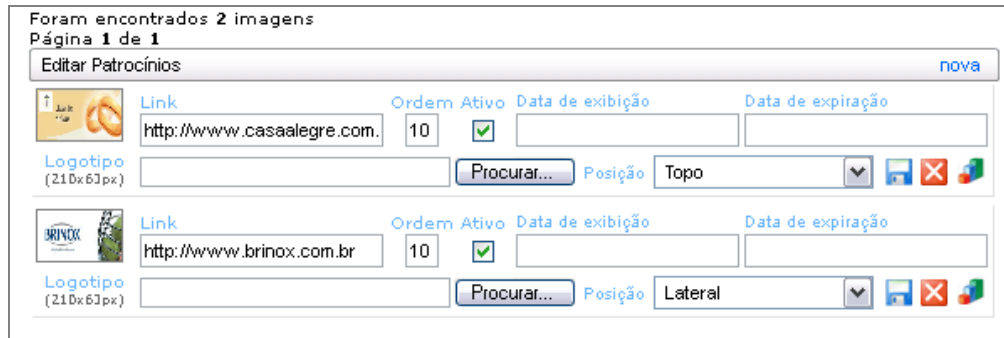 Foram encontrados 2 imagens
Página 1 de 1
Editar Patrocínios nova
Link Ordem Ativo Data de exibição Data de expiração
http://www.casaalegre.com. 10
Logotipo
(210x63px) Procurar... Posição Topo
BRINOX
Link Ordem Ativo Data de exibição Data de expiração
http://www.brinox.com.br 10
Logotipo
(210x63px) Procurar... Posição Lateral